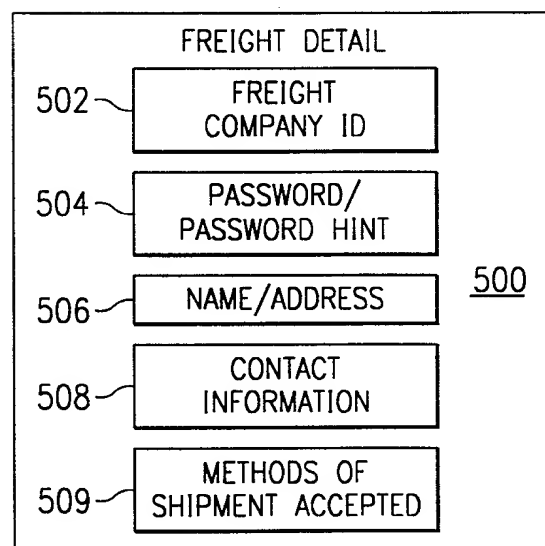 FREIGHT DETAIL
502
FREIGHT
COMPANY ID
504
PASSWORD/
PASSWORD HINT
500
506
NAME/ADDRESS
508
CONTACT
INFORMATION
509
METHODS OF
SHIPMENT ACCEPTED